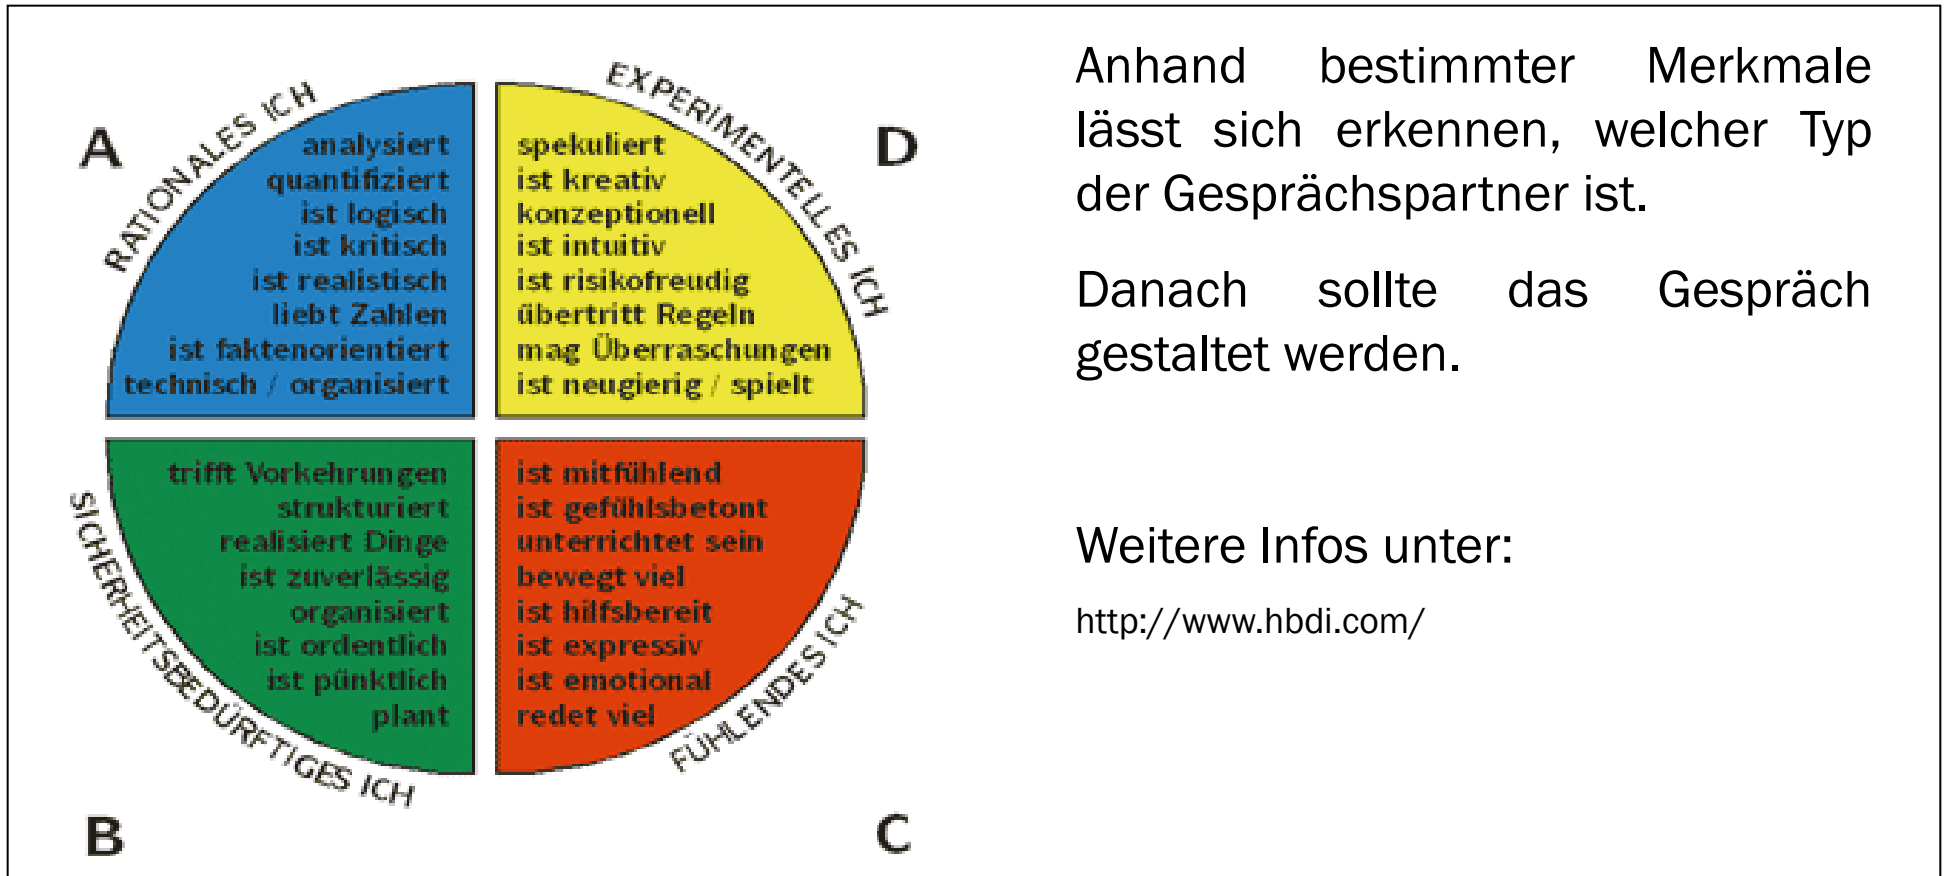 A
RATIONALES ICH
analysiert
quantifiziert
ist logisch
ist kritisch
ist realistisch
liebt Zahlen
ist faktenorientiert
technisch / organisiert
EXPERIMENTELLES ICH
D
spekuliert
ist kreativ
konzeptionell
ist intuitiv
ist risikofreudig
übertritt Regeln
mag Überraschungen
ist neugierig / spielt
SICHERHEITSBEDÜRFTIGES ICH
B
trifft Vorkehrungen
strukturiert
realisiert Dinge
ist zuverlässig
organisiert
ist ordentlich
ist pünktlich
plant
ist mitfühlend
ist gefühlsbetont
unterrichtet sein
bewegt viel
ist hilfsbereit
ist expressiv
ist emotional
redet viel
FÜHLENDES ICH
C
Anhand bestimmter Merkmale
lässt sich erkennen, welcher Typ
der Gesprächspartner ist.
Danach sollte das Gespräch
gestaltet werden.
Weitere Infos unter:
http://www.hbdi.com/